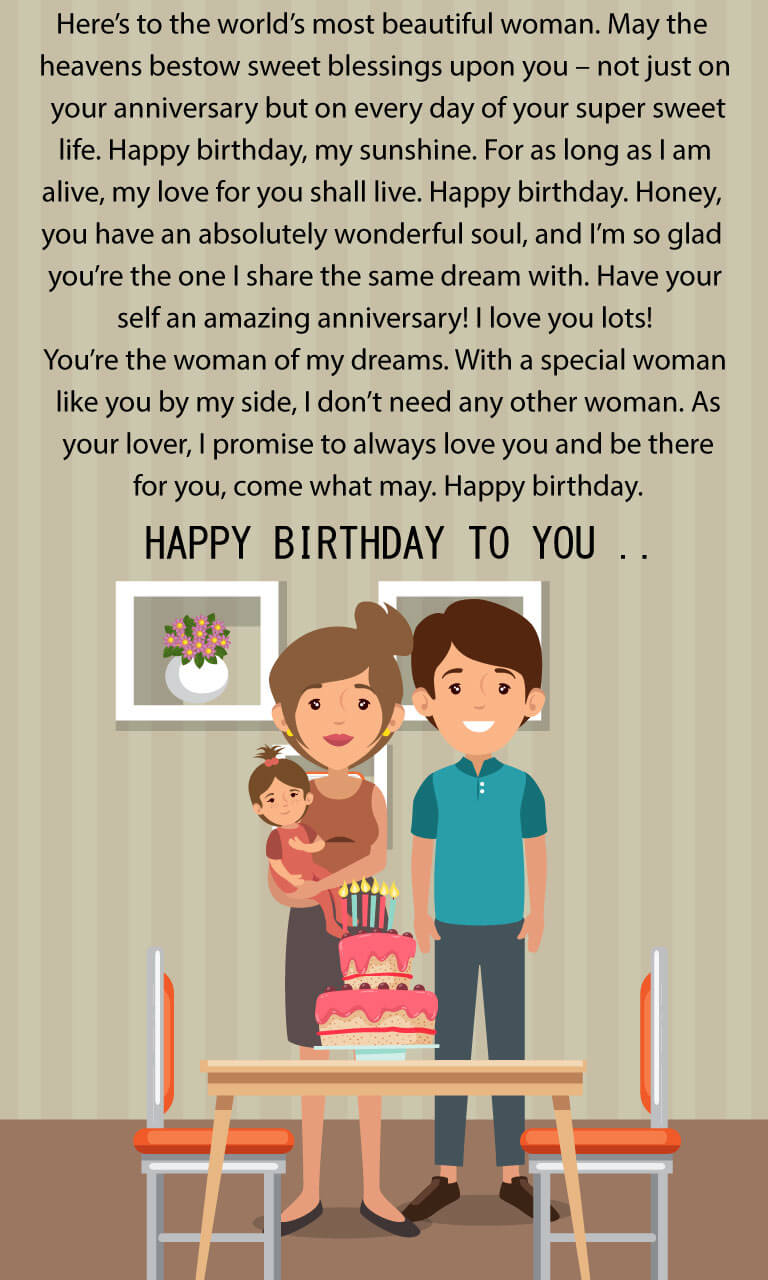 Here’s to the world’s most beautiful woman. May the
heavens bestow sweet blessings upon you – not just on
your anniversary but on every day of your super sweet
life. Happy birthday, my sunshine. For as long as I am
alive, my love for you shall live. Happy birthday. Honey,
you have an absolutely wonderful soul, and I’m so glad
you’re the one I share the same dream with. Have your
self an amazing anniversary! I love you lots!
You’re the woman of my dreams. With a special woman
like you by my side, I don’t need any other woman. As
your lover, I promise to always love you and be there
for you, come what may. Happy birthday.
HAPPY BIRTHDAY TO YOU ..